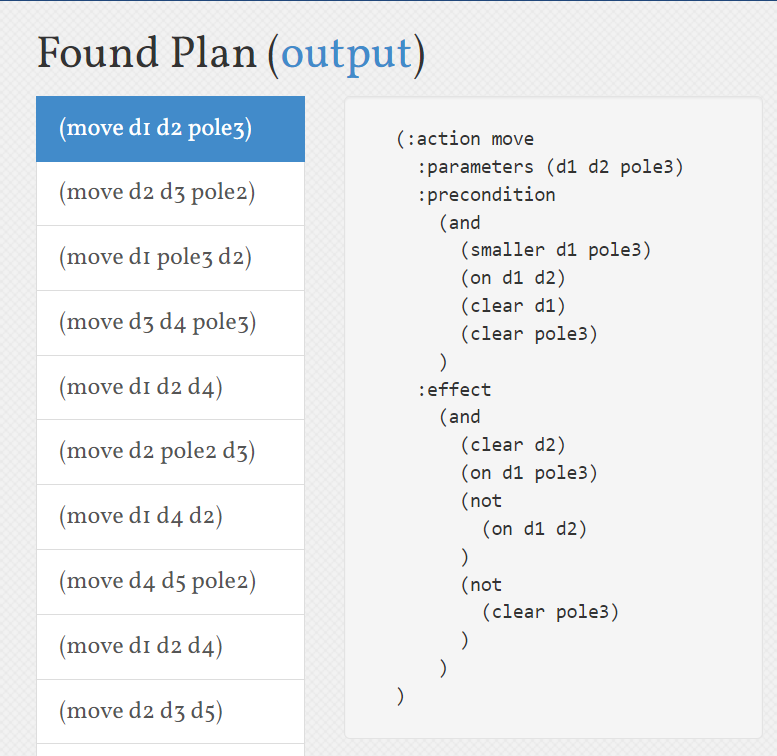 Found Plan (output)
(move d1 d2 pole3)
(move d2 d3 pole2)
(move d1 pole3 d2)
(move d3 d4 pole3)
(move d1 d2 d4)
(move d2 pole2 d3)
(move d1 d4 d2)
(move d4 d5 pole2)
(move d1 d2 d4)
(move d2 d3 d5)
(:action move
  :parameters (d1 d2 pole3)
  :precondition
    (and
      (smaller d1 pole3)
      (on d1 d2)
      (clear d1)
      (clear pole3)
    )
  :effect
    (and
      (clear d2)
      (on d1 pole3)
      (not
        (on d1 d2)
      )
      (not
        (clear pole3)
      )
    )
)